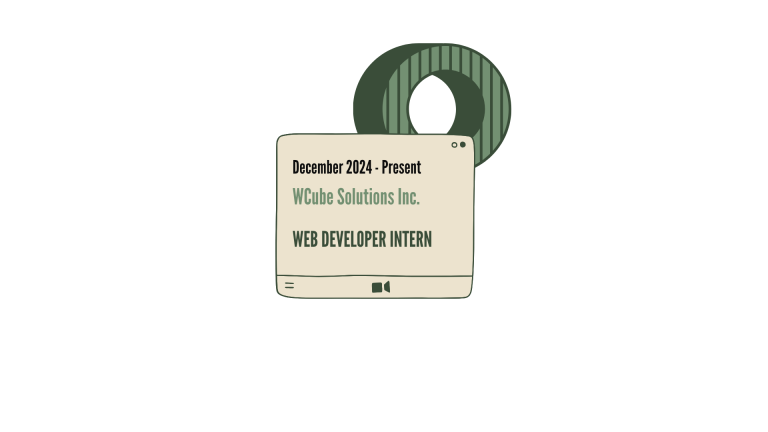 December 2024 - Present
WCube Solutions Inc.
WEB DEVELOPER INTERN